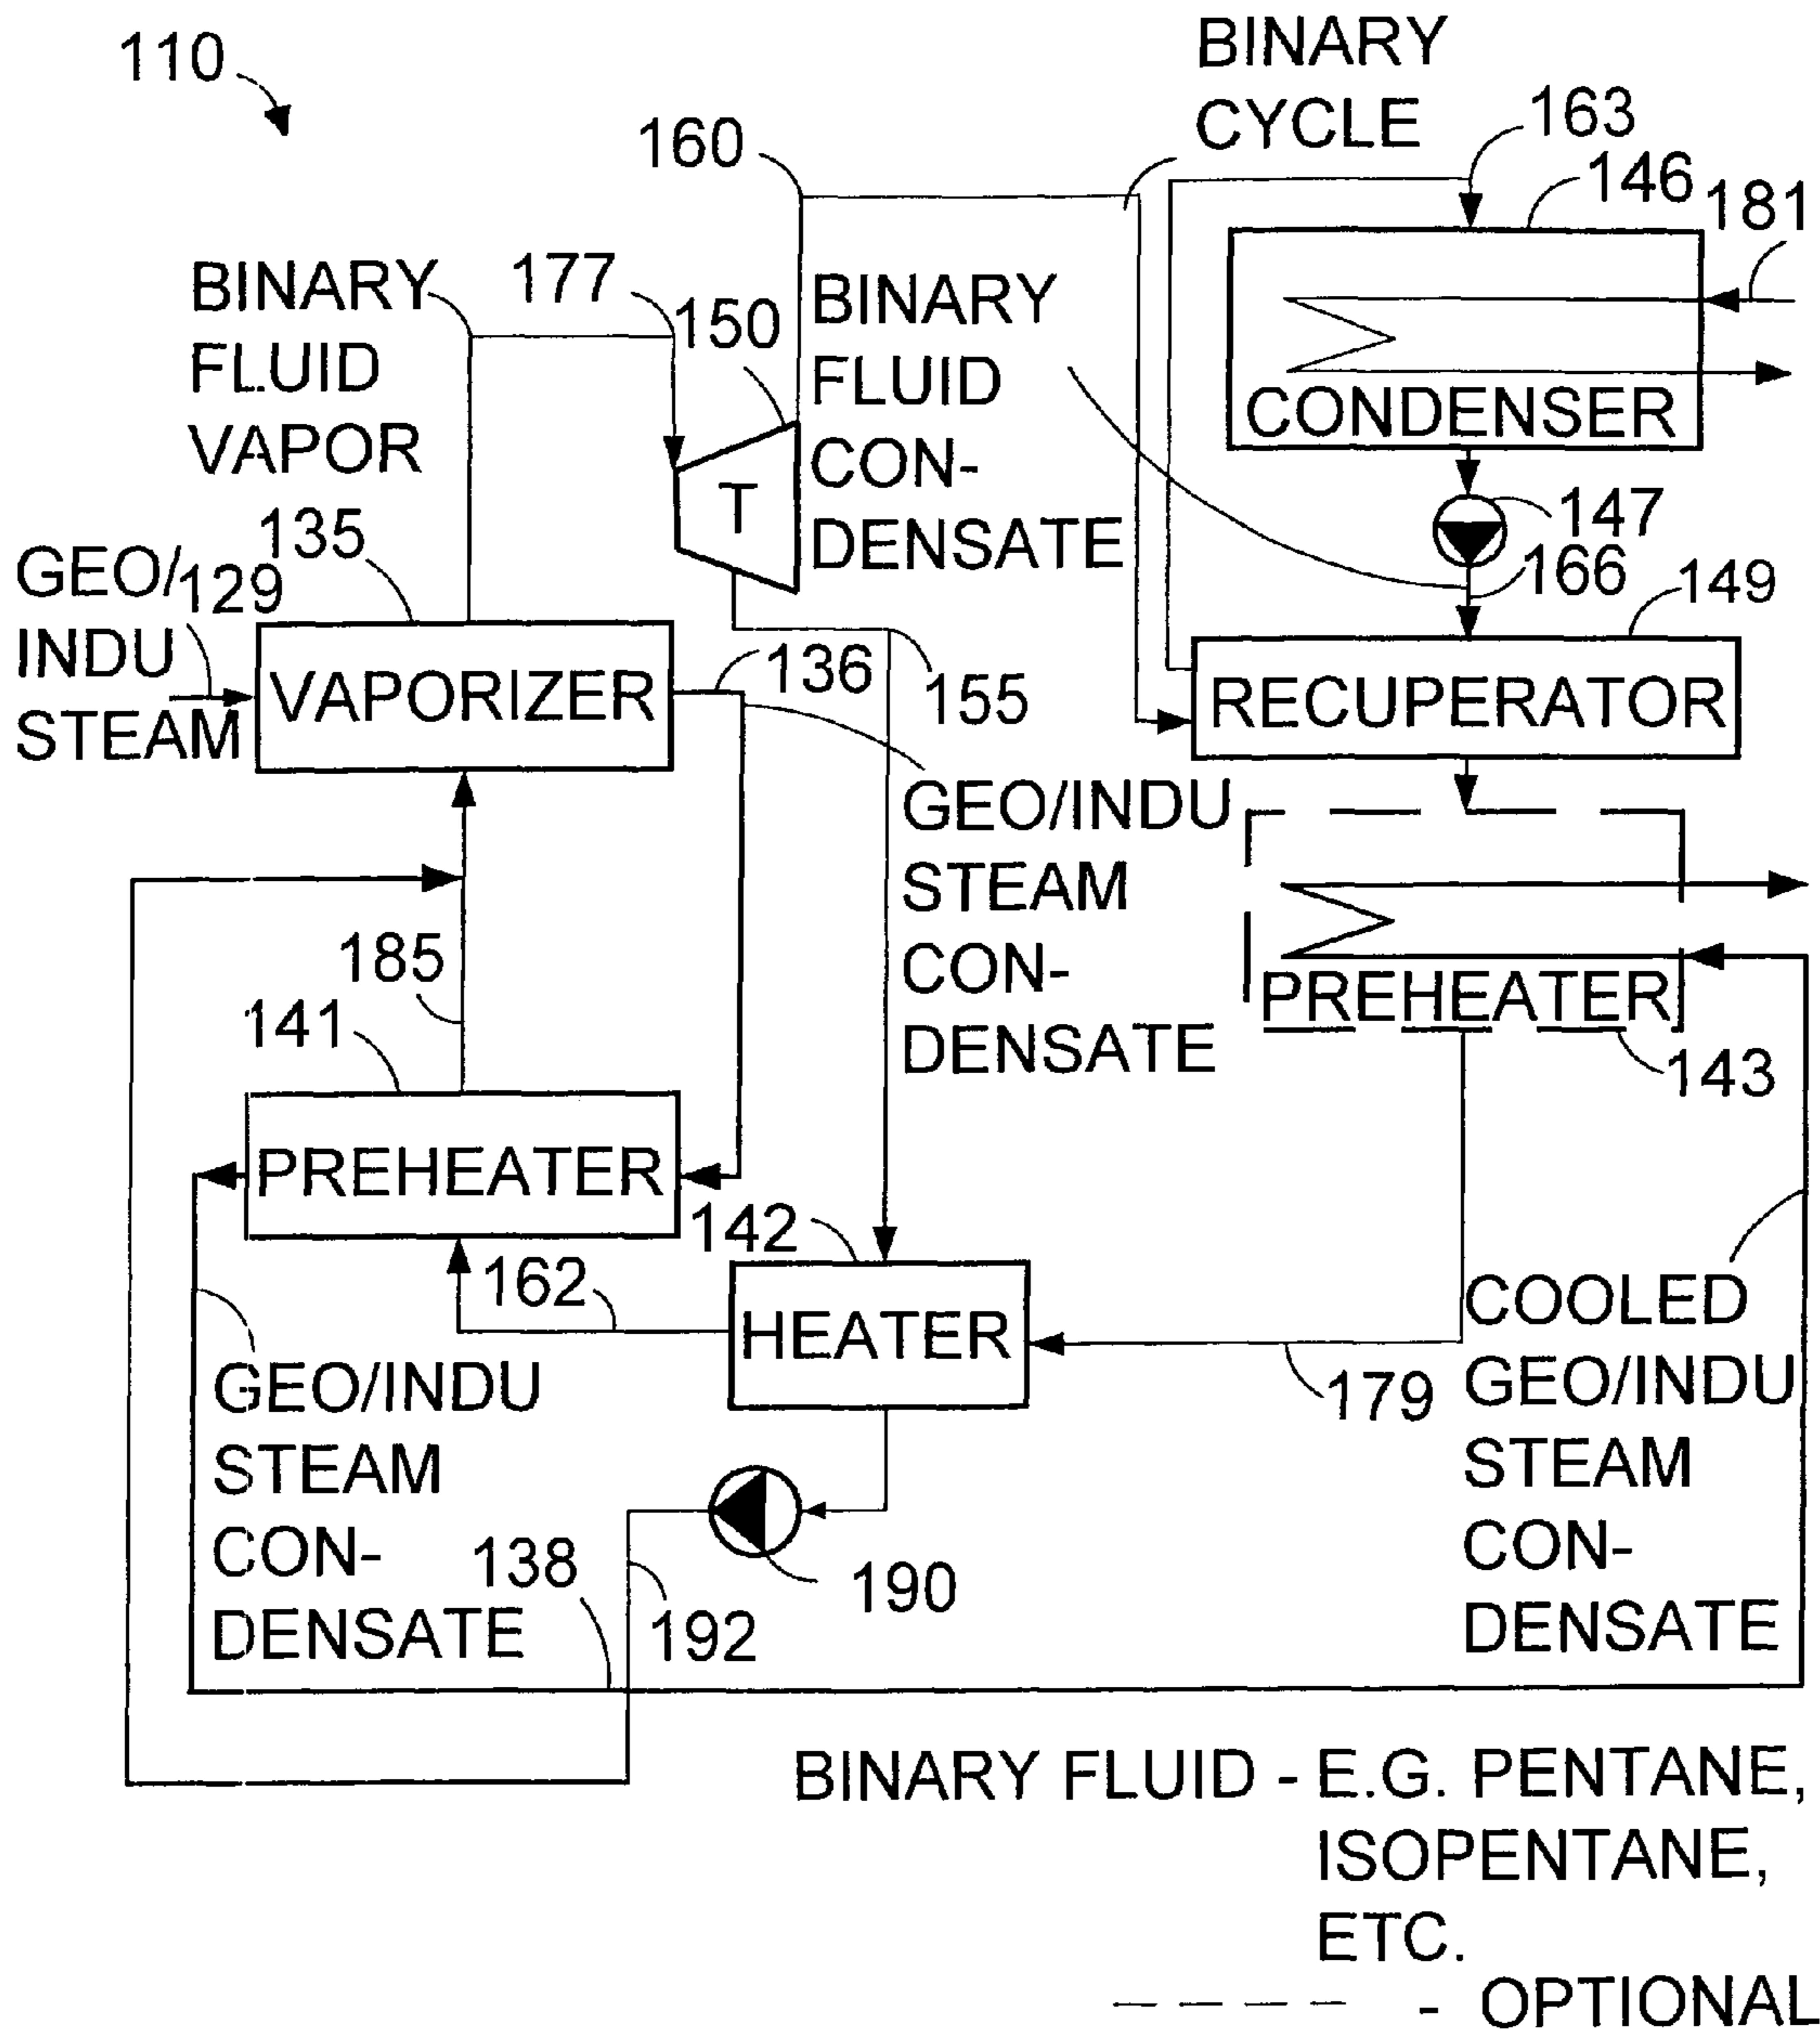 110
BINARY
CYCLE
160
163
146
181
BINARY
FLUID
VAPOR
177
150
BINARY
FLUID
CON-
DENSATE
CONDENSER
T
147
166
149
135
GEO/
129
INDU
STEAM
VAPORIZER
136
155
RECUPERATOR
GEO/INDU
STEAM
CON-
DENSATE
185
141
PREHEATER
143
PREHEATER
142
162
HEATER
179
COOLED
GEO/INDU
STEAM
CON-
DENSATE
GEO/INDU
STEAM
CON-
DENSATE
138
192
190
BINARY FLUID - E.G. PENTANE,
ISOPENTANE,
ETC.
- OPTIONAL